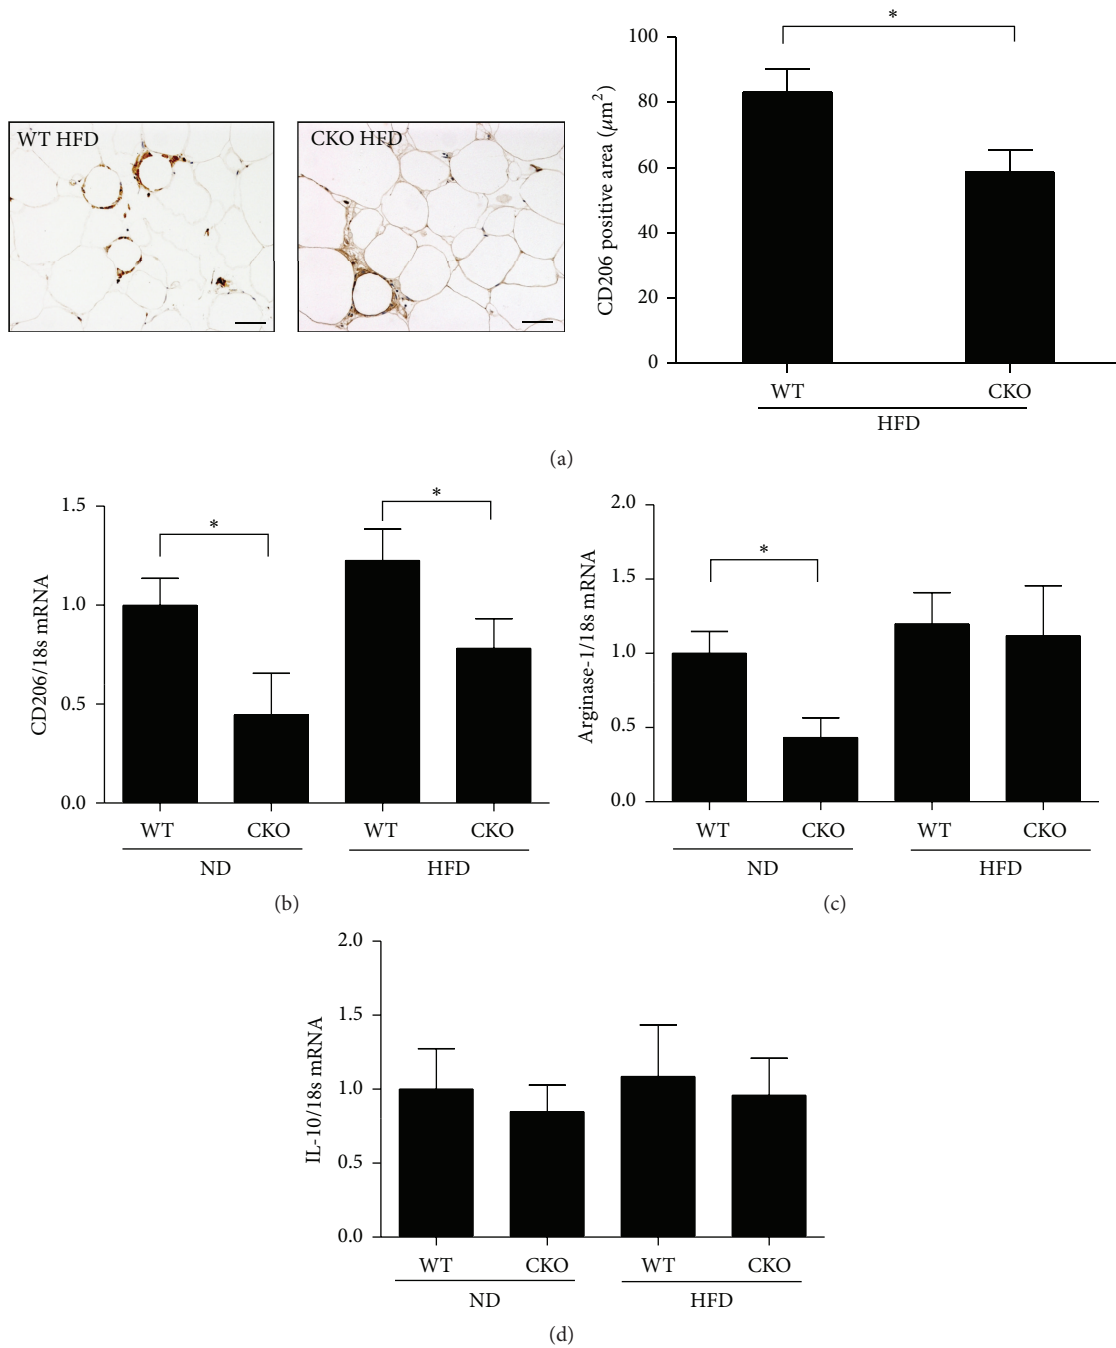 WT HFD
CKO HFD
*
100
80
60
40
20
0
CD206 positive area (μm²)
WT
CKO
HFD
(a)
1.5
1.0
0.5
0.0
CD206/18s mRNA
*
*
WT
CKO
WT
CKO
ND
HFD
(b)
2.0
1.5
1.0
0.5
0.0
Arginase-1/18s mRNA
*
WT
CKO
WT
CKO
ND
HFD
(c)
2.0
1.5
1.0
0.5
0.0
IL-10/18s mRNA
WT
CKO
WT
CKO
ND
HFD
(d)